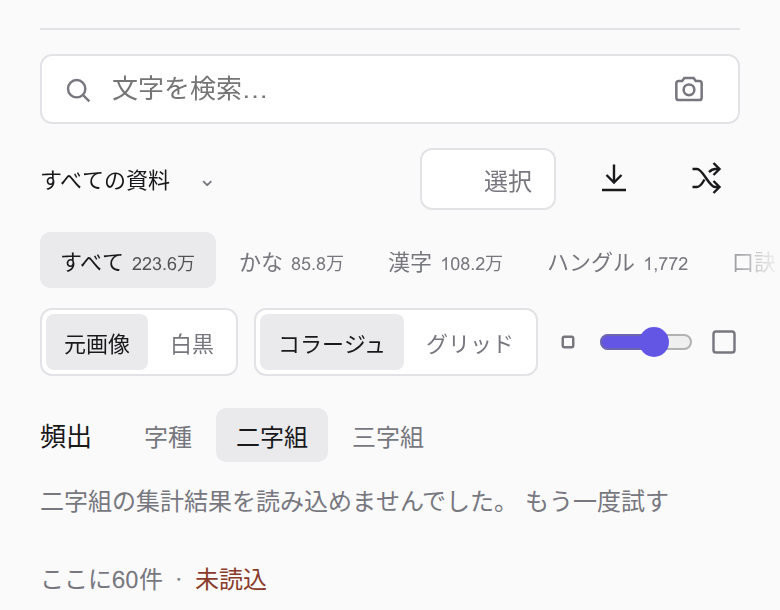 文字を検索…
すべての資料 選択
すべて 223.6万 かな 85.8万 漢字 108.2万 ハングル 1,772 口訣
元画像 白黒 コラージュ グリッド
頻出 字種 二字組 三字組
二字組の集計結果を読み込めませんでした。 もう一度試す
ここに60件 · 未読込